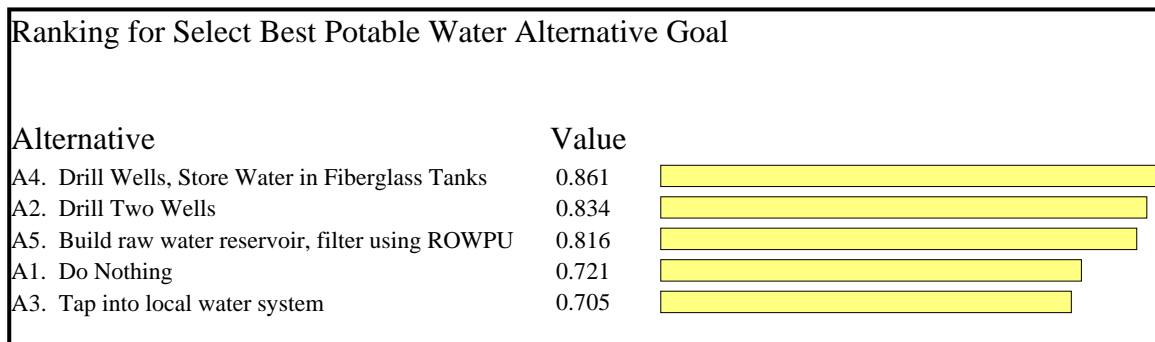 Ranking for Select Best Potable Water Alternative Goal
Alternative Value
A4. Drill Wells, Store Water in Fiberglass Tanks 0.861
A2. Drill Two Wells 0.834
A5. Build raw water reservoir, filter using ROWPU 0.816
A1. Do Nothing 0.721
A3. Tap into local water system 0.705